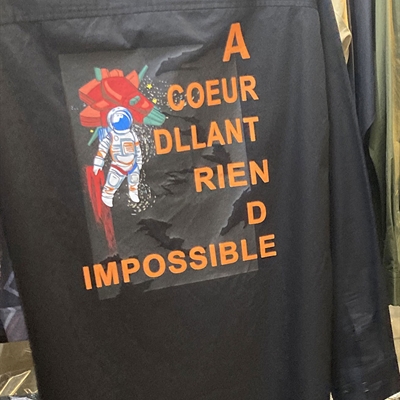 A
COEUR
DLLANT
RIEN
D
IMPOSSIBLE